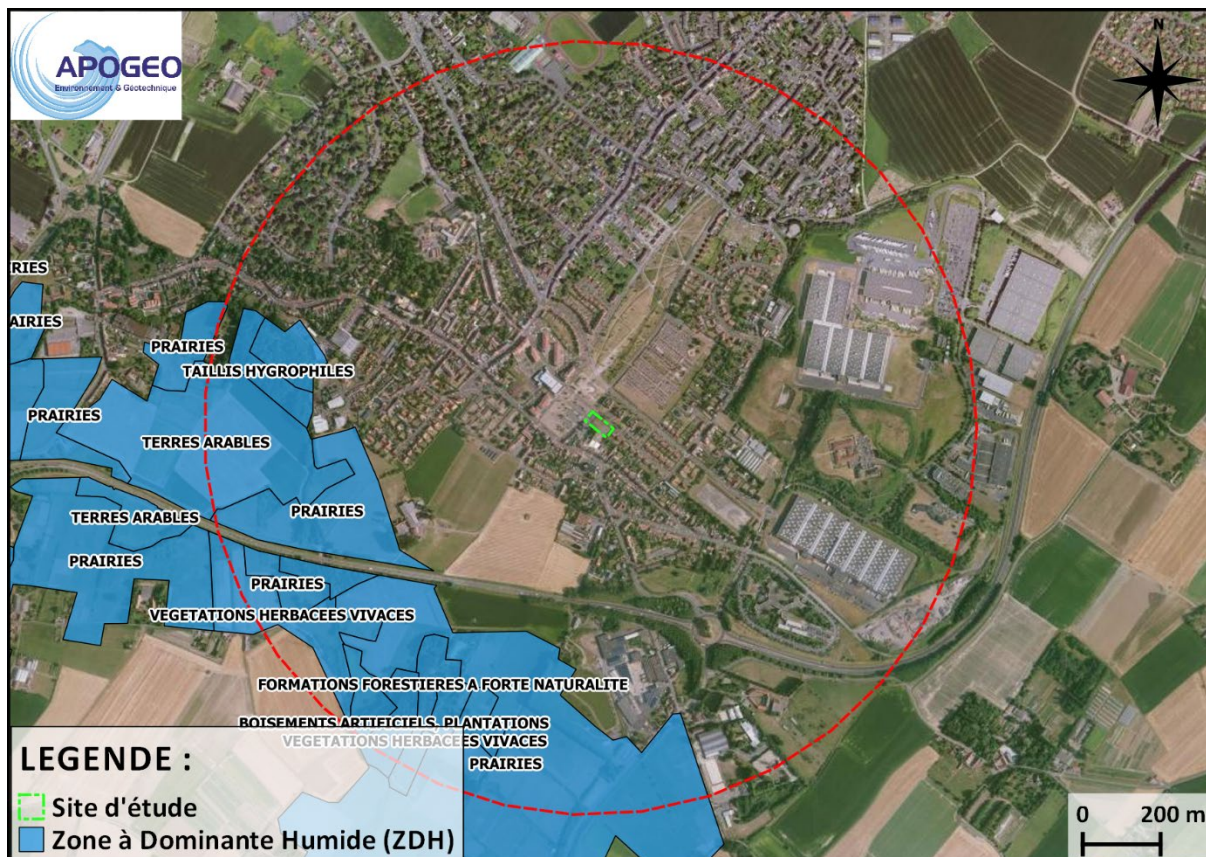 APOGEO
Environnement & Géotechnique
N
RIES
AIRIES
PRAIRIES
TAILLIS HYGROPHILES
PRAIRIES
TERRES ARABLES
PRAIRIES
TERRES ARABLES
PRAIRIES
PRAIRIES
VEGETATIONS HERBACEES VIVACES
FORMATIONS FORESTIERES A FORTE NATURALITE
BOISEMENTS ARTIFICIELS, PLANTATIONS
VEGETATIONS HERBACEES VIVACES
PRAIRIES
LEGENDE :
Site d'étude
Zone à Dominante Humide (ZDH)
0 200 m